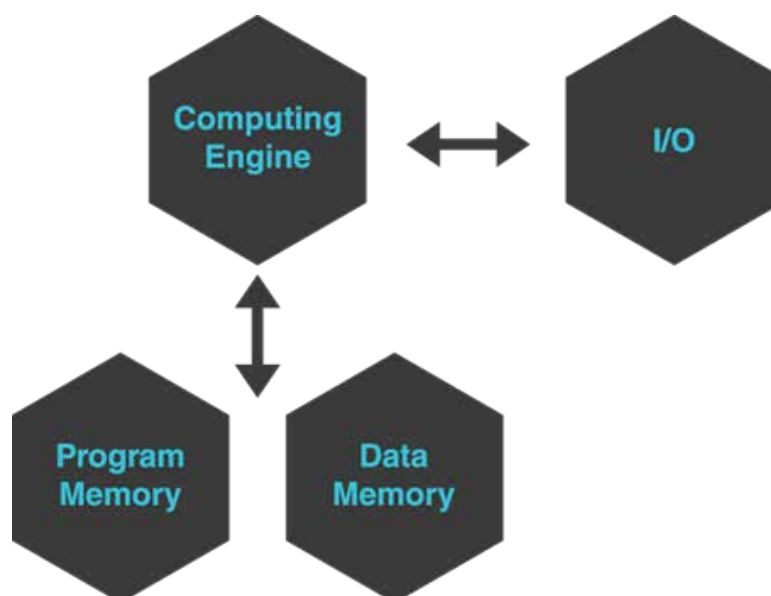 Computing
Engine
I/O
Program
Memory
Data
Memory